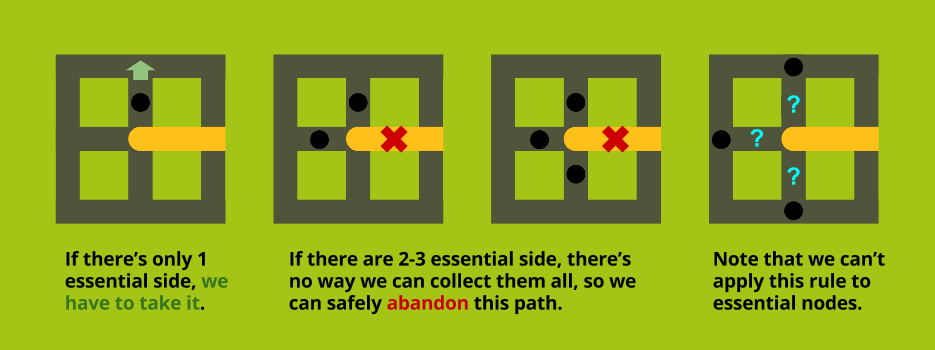 ?
?
?
If there's only 1
essential side, we
have to take it.
If there are 2-3 essential side, there's
no way we can collect them all, so we
can safely abandon this path.
Note that we can't
apply this rule to
essential nodes.